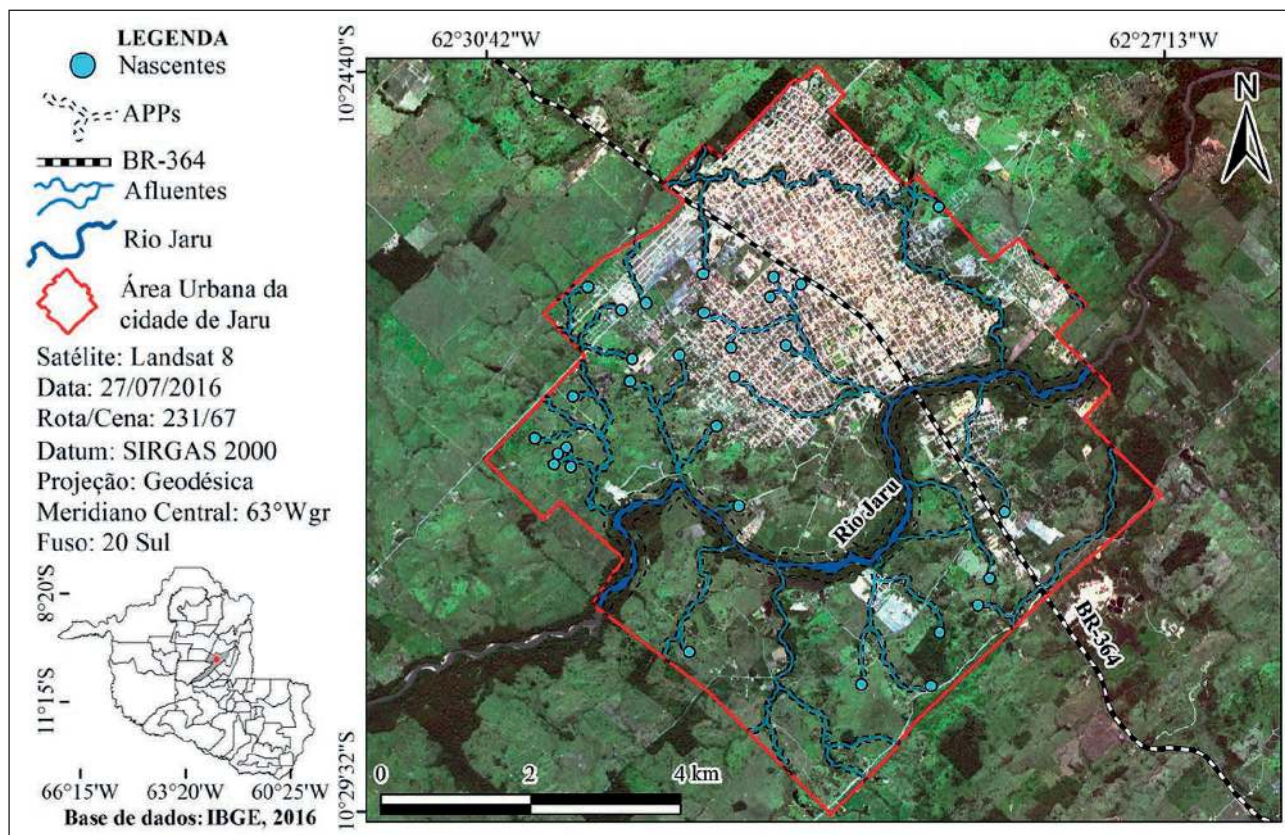 LEGENDA
Nascentes
APPs
BR-364
Afluentes
Rio Jaru
Área Urbana da
cidade de Jaru
Satélite: Landsat 8
Data: 27/07/2016
Rota/Cena: 231/67
Datum: SIRGAS 2000
Projeção: Geodésica
Meridiano Central: 63°Wgr
Fuso: 20 Sul
8°20'S
11°15'S
66°15'W 63°20'W 60°25'W
Base de dados: IBGE, 2016
62°30'42"W 62°27'13"W
10°24'40"S
10°29'32"S
N
Rio Jaru
BR-364
0 2 4 km